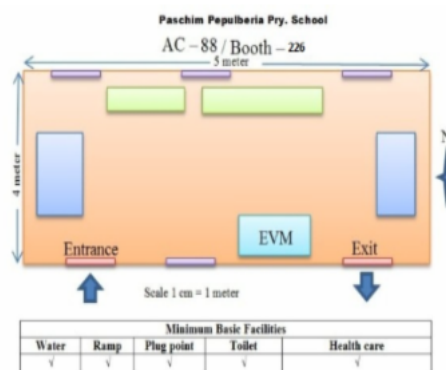 Paschim Pepulberia Pry. School
AC – 88 / Booth – 226
5 meter
4 meter
N
Entrance
EVM
Exit
Scale 1 cm = 1 meter
Minimum Basic Facilities
Water Ramp Plug point Toilet Health care
√ √ √ √ √